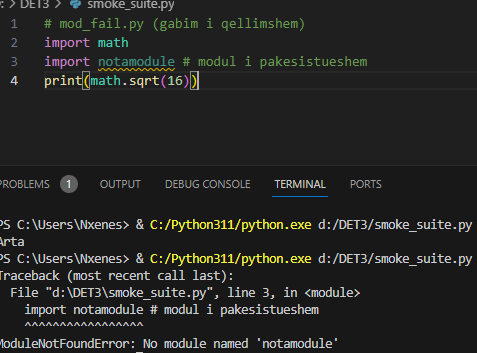 DET3 > smoke_suite.py
1 # mod_fail.py (gabim i qellimshem)
2 import math
3 import notamodule # modul i pakesistueshem
4 print(math.sqrt(16))
PROBLEMS 1 OUTPUT DEBUG CONSOLE TERMINAL PORTS
PS C:\Users\Nxenes> & C:/Python311/python.exe d:/DET3/smoke_suite.py
Arta
PS C:\Users\Nxenes> & C:/Python311/python.exe d:/DET3/smoke_suite.py
Traceback (most recent call last):
File "d:\DET3\smoke_suite.py", line 3, in <module>
import notamodule # modul i pakesistueshem
^^^^^^^^^^^^^^^^^
ModuleNotFoundError: No module named 'notamodule'